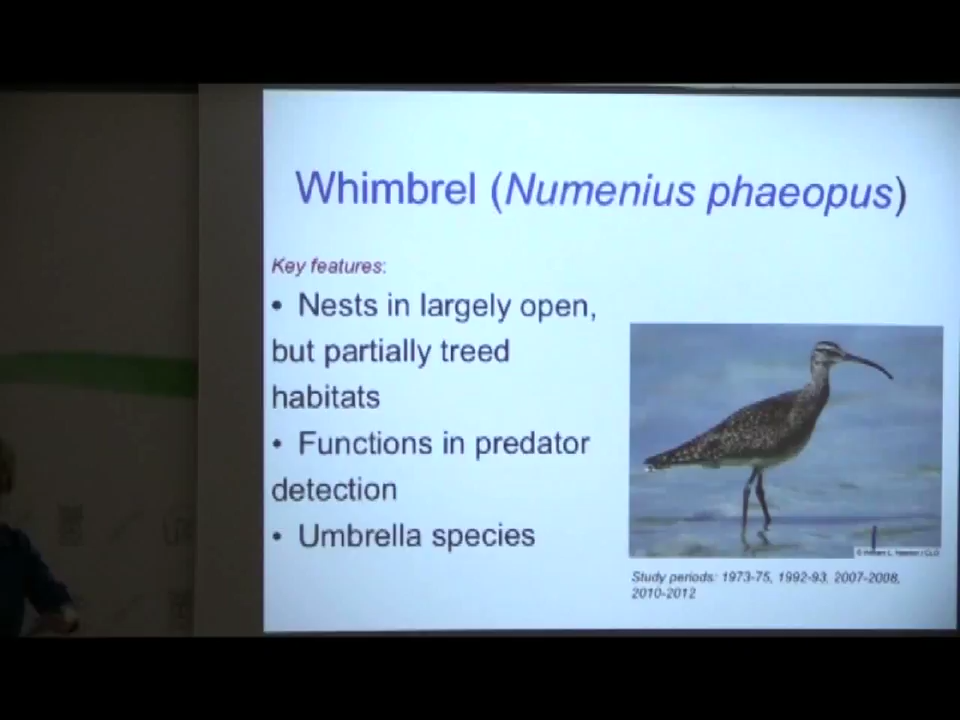 Whimbrel (Numenius phaeopus)
Key features:
• Nests in largely open,
but partially treed
habitats
• Functions in predator
detection
• Umbrella species
Study periods: 1973-75, 1992-93, 2007-2008,
2010-2012